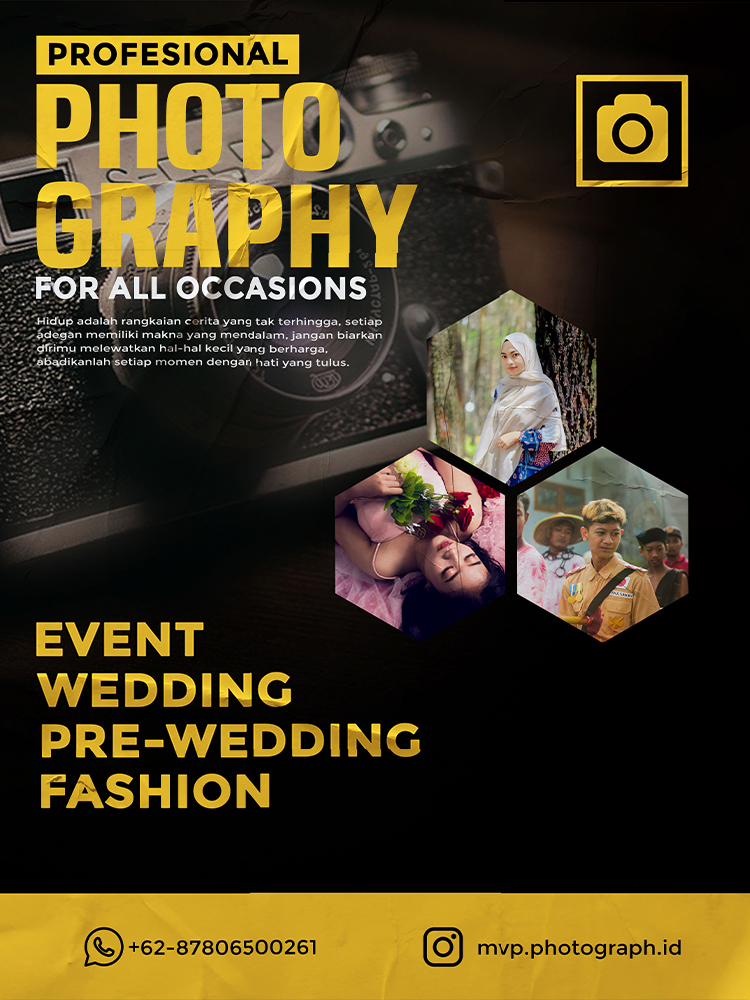 PROFESIONAL
PHOTO
GRAPHY
FOR ALL OCCASIONS
Hidup adalah rangkaian cerita yang tak terhingga, setiap
adegan memiliki makna yang mendalam, jangan biarkan
dirimu melewatkan hal-hal kecil yang berharga,
abadikanlah setiap momen dengan hati yang tulus.
EVENT
WEDDING
PRE-WEDDING
FASHION
+62-87806500261
mvp.photograph.id